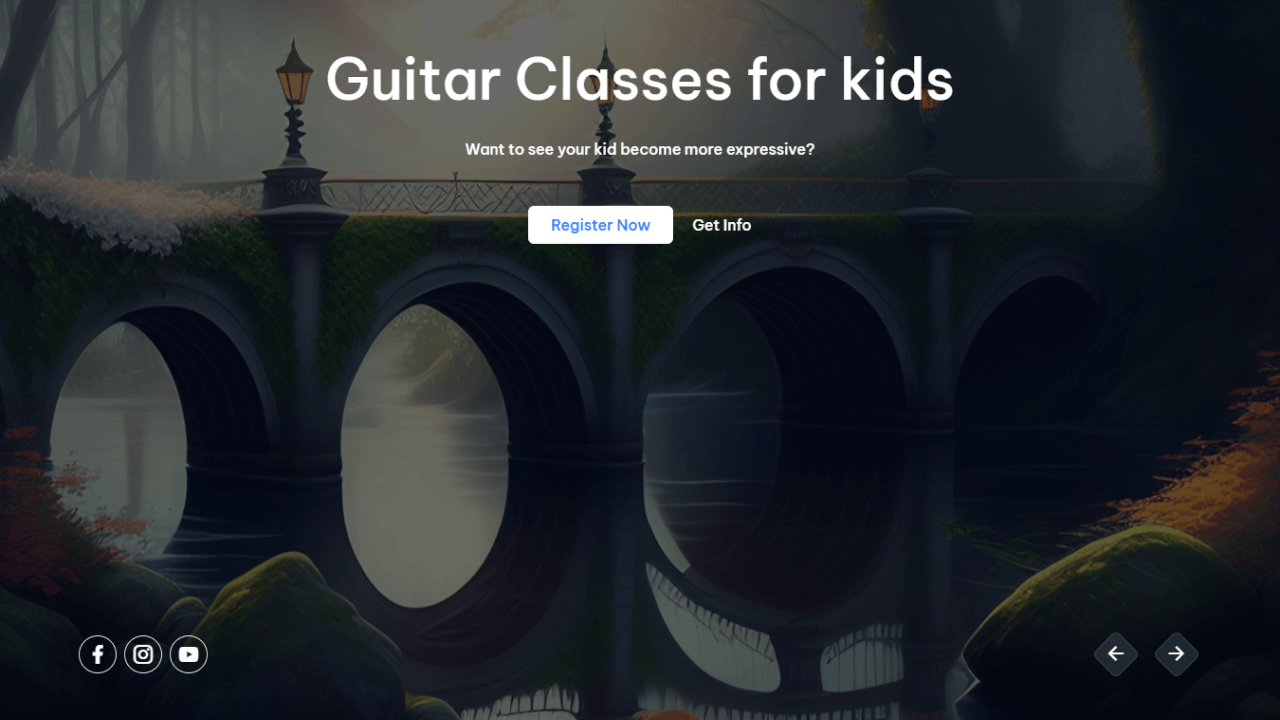 Guitar Classes for kids
Want to see your kid become more expressive?
Register Now
Get Info